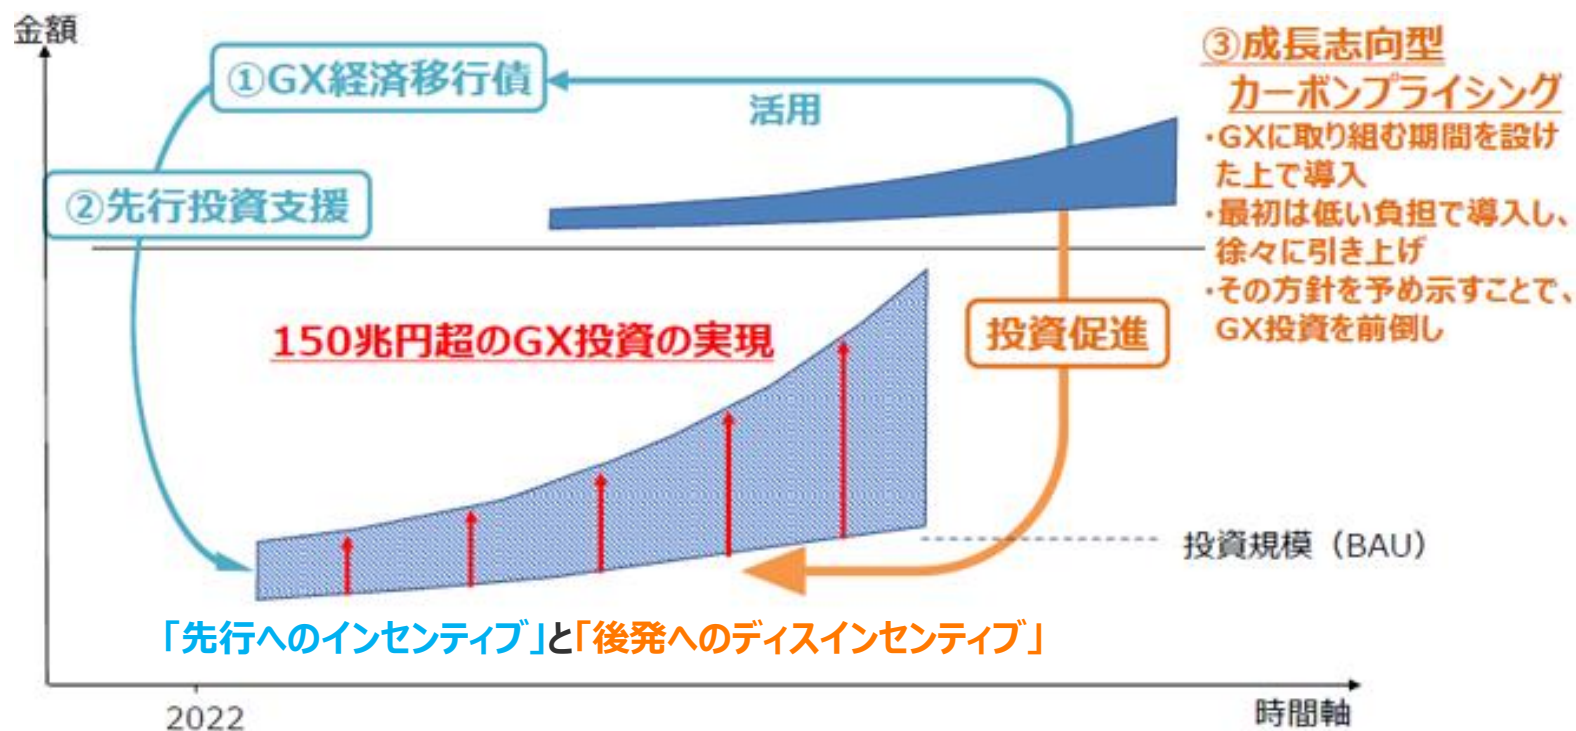 金額
①GX経済移行債
活用
②先行投資支援
③成長志向型
カーボンプライシング
・GXに取り組む期間を設け
た上で導入
・最初は低い負担で導入し、
徐々に引き上げ
・その方針を予め示すことで、
GX投資を前倒し
150兆円超のGX投資の実現
投資促進
投資規模（BAU）
「先行へのインセンティブ」と「後発へのディスインセンティブ」
2022
時間軸